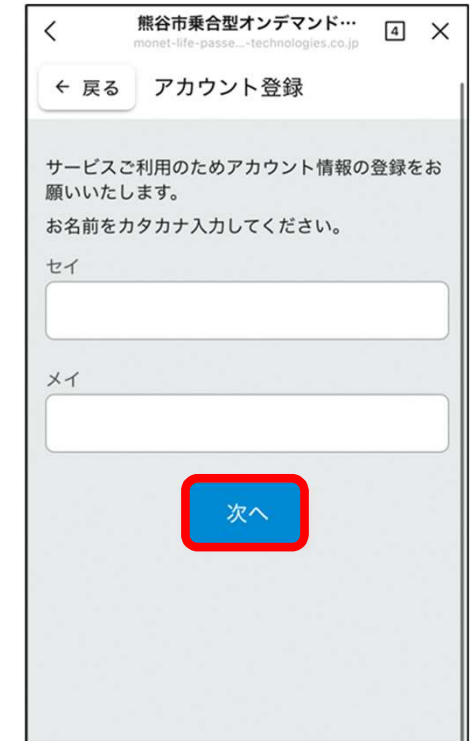 熊谷市乗合型オンデマンド…
monet-life-passe...-technologies.co.jp
4
← 戻る
アカウント登録
サービスご利用のためアカウント情報の登録をお
願いいたします。
お名前をカタカナ入力してください。
セイ
メイ
次へ